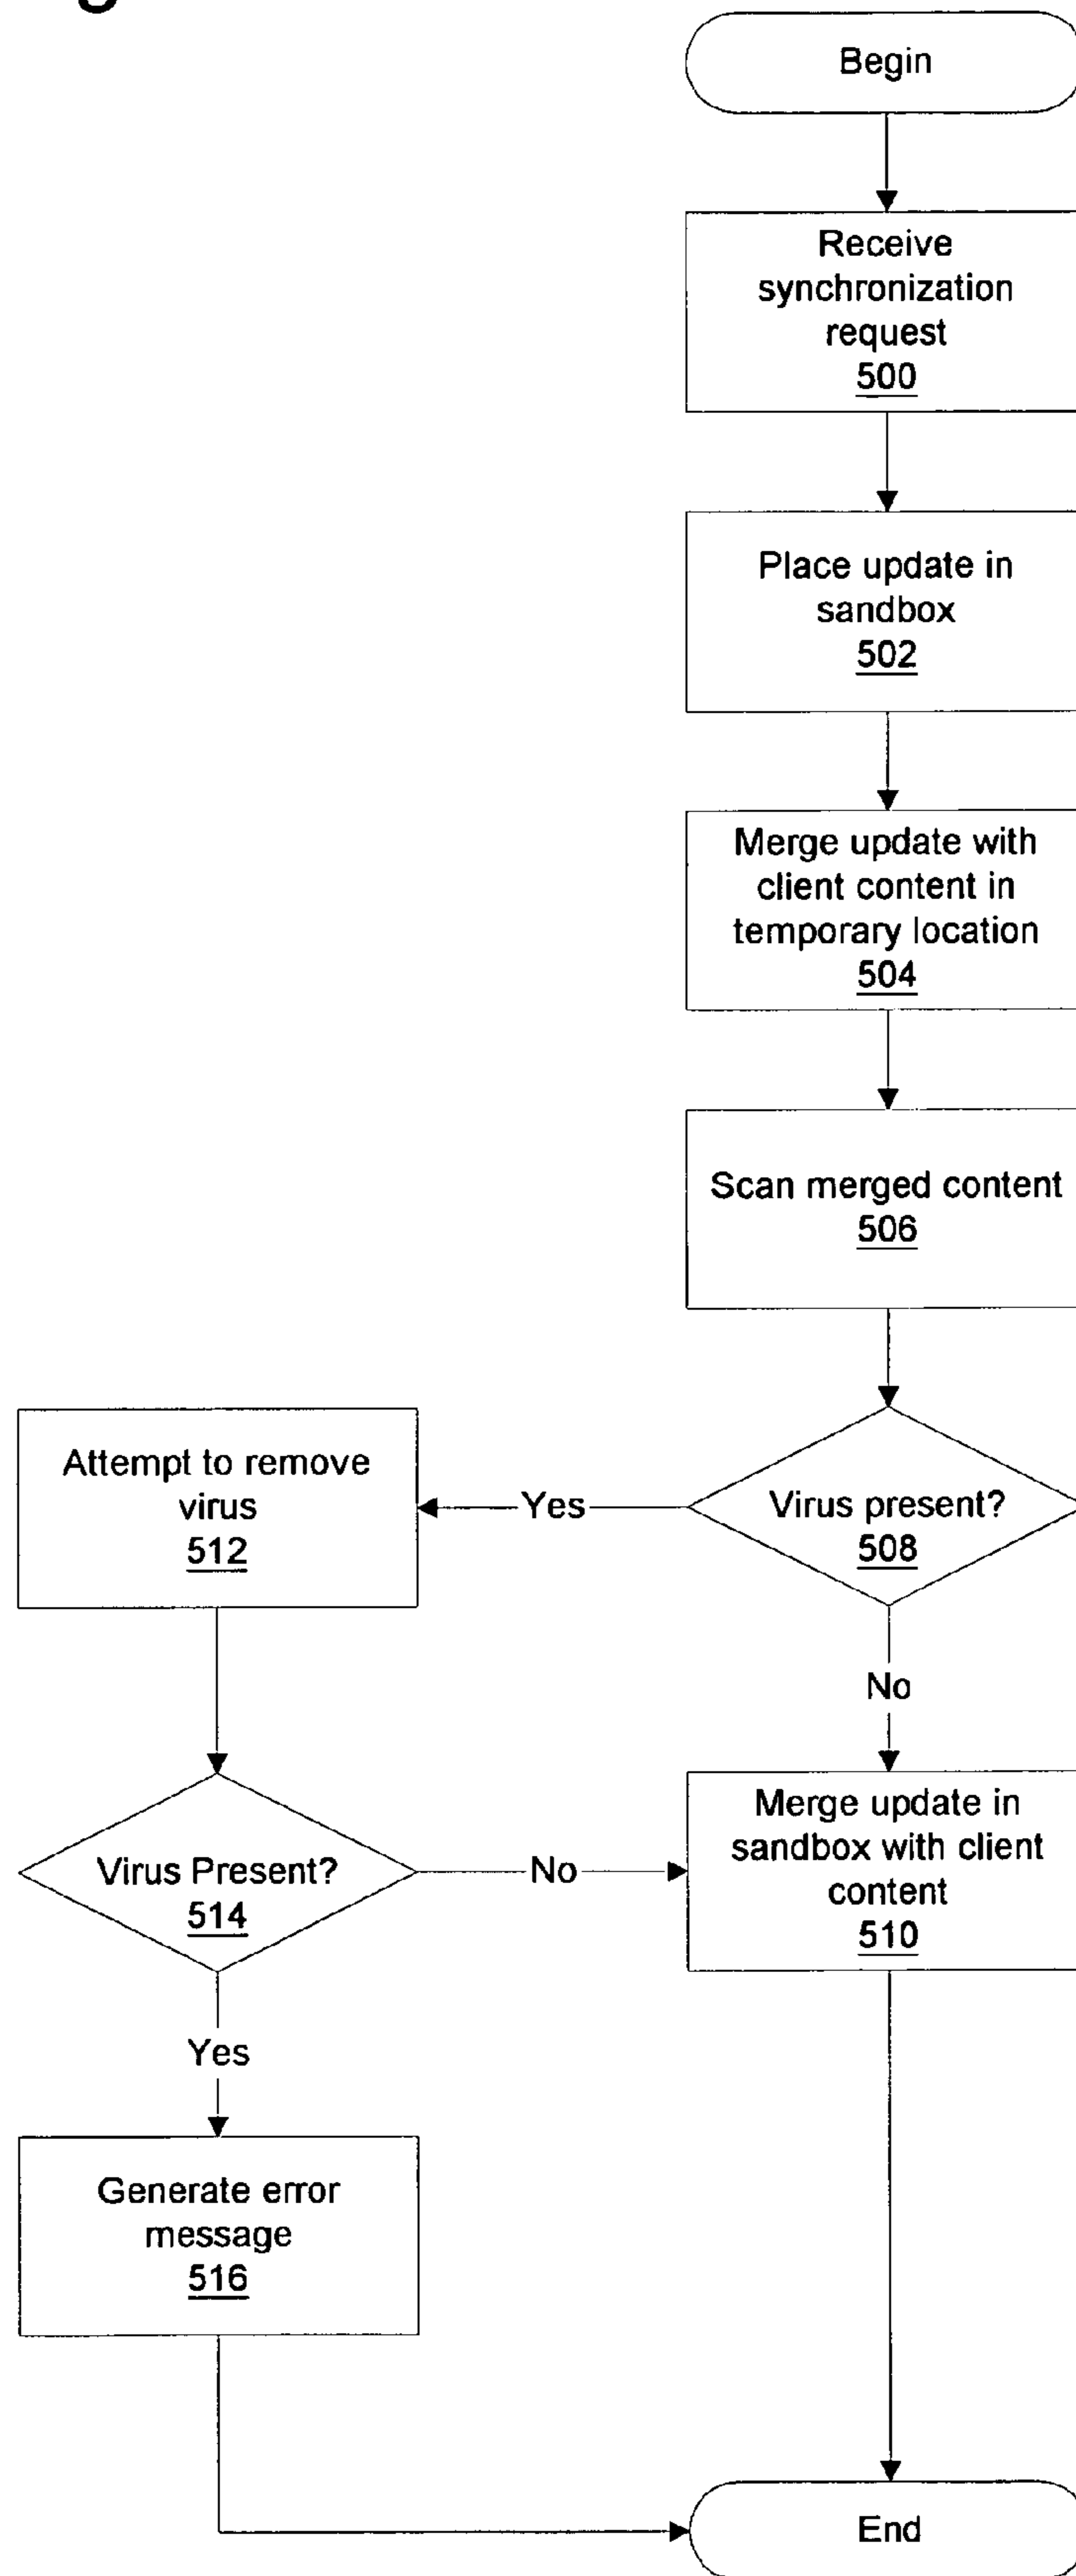 Begin
Receive
synchronization
request
500
Place update in
sandbox
502
Merge update with
client content in
temporary location
504
Scan merged content
506
Virus present?
508
Yes
Attempt to remove
virus
512
No
Virus Present?
514
No
Merge update in
sandbox with client
content
510
Yes
Generate error
message
516
End